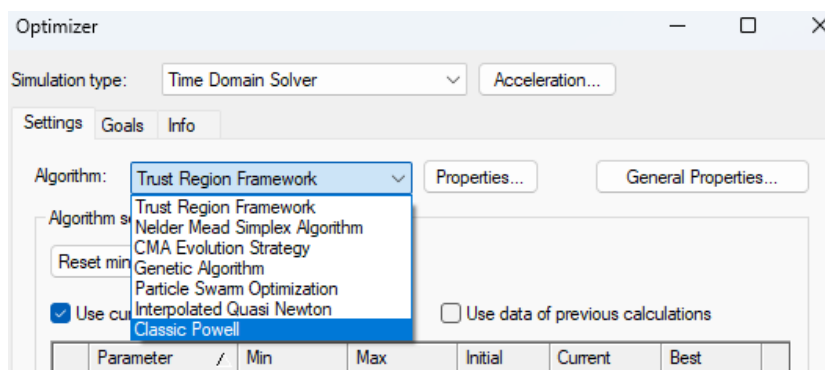 Optimizer
Simulation type: Time Domain Solver Acceleration...
Settings Goals Info
Algorithm: Trust Region Framework Properties... General Properties...
Trust Region Framework
Algorithm s
Nelder Mead Simplex Algorithm
CMA Evolution Strategy
Reset min
Genetic Algorithm
Particle Swarm Optimization
Use cu Interpolated Quasi Newton Use data of previous calculations
Classic Powell
Parameter Min Max Initial Current Best